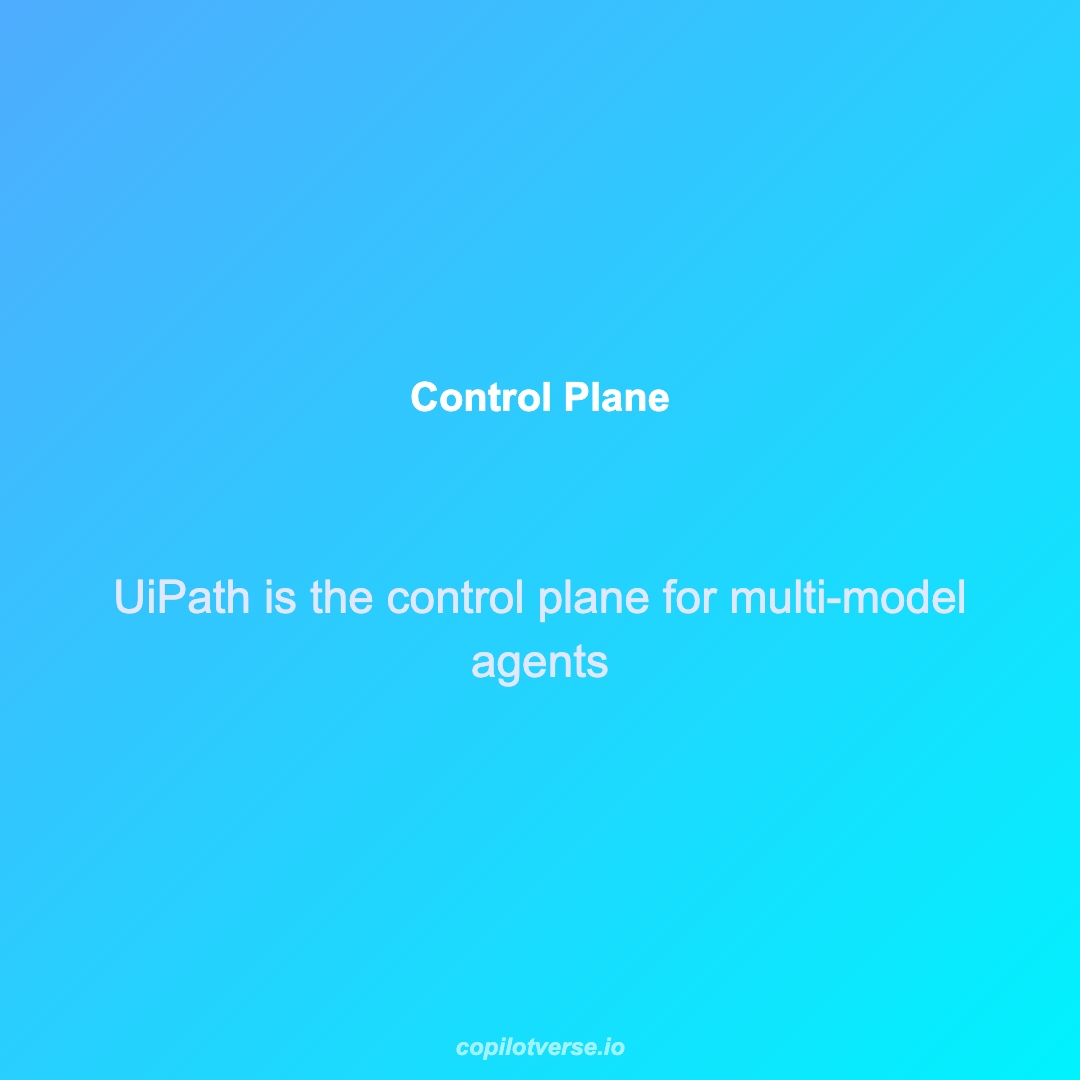 Control Plane
UiPath is the control plane for multi-model
agents
copilotverse.io